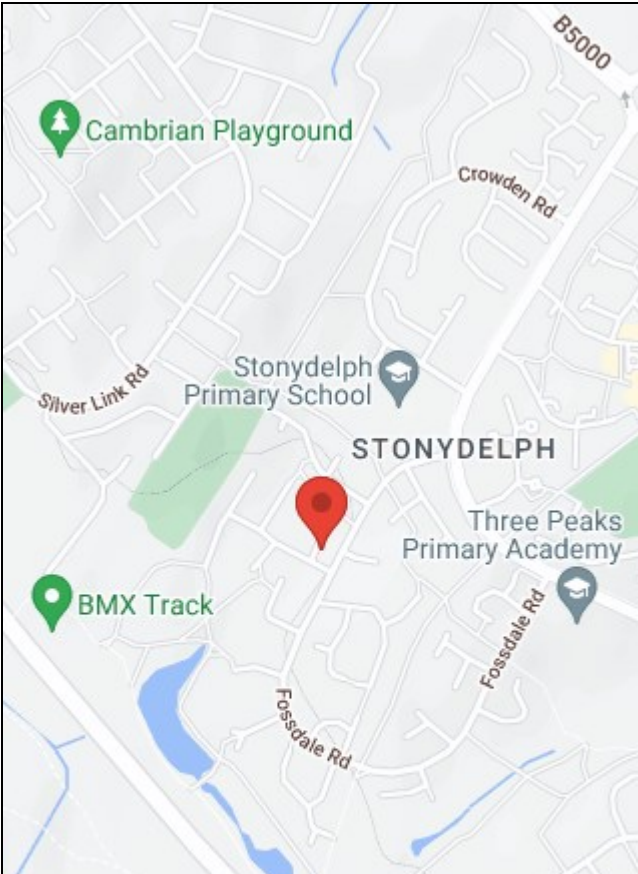 B5000
Cambrian Playground
Crowden Rd
Stonydelph
Primary School
Silver Link Rd
STONYDELPH
Three Peaks
Primary Academy
BMX Track
Fossdale Rd
Fossdale Rd